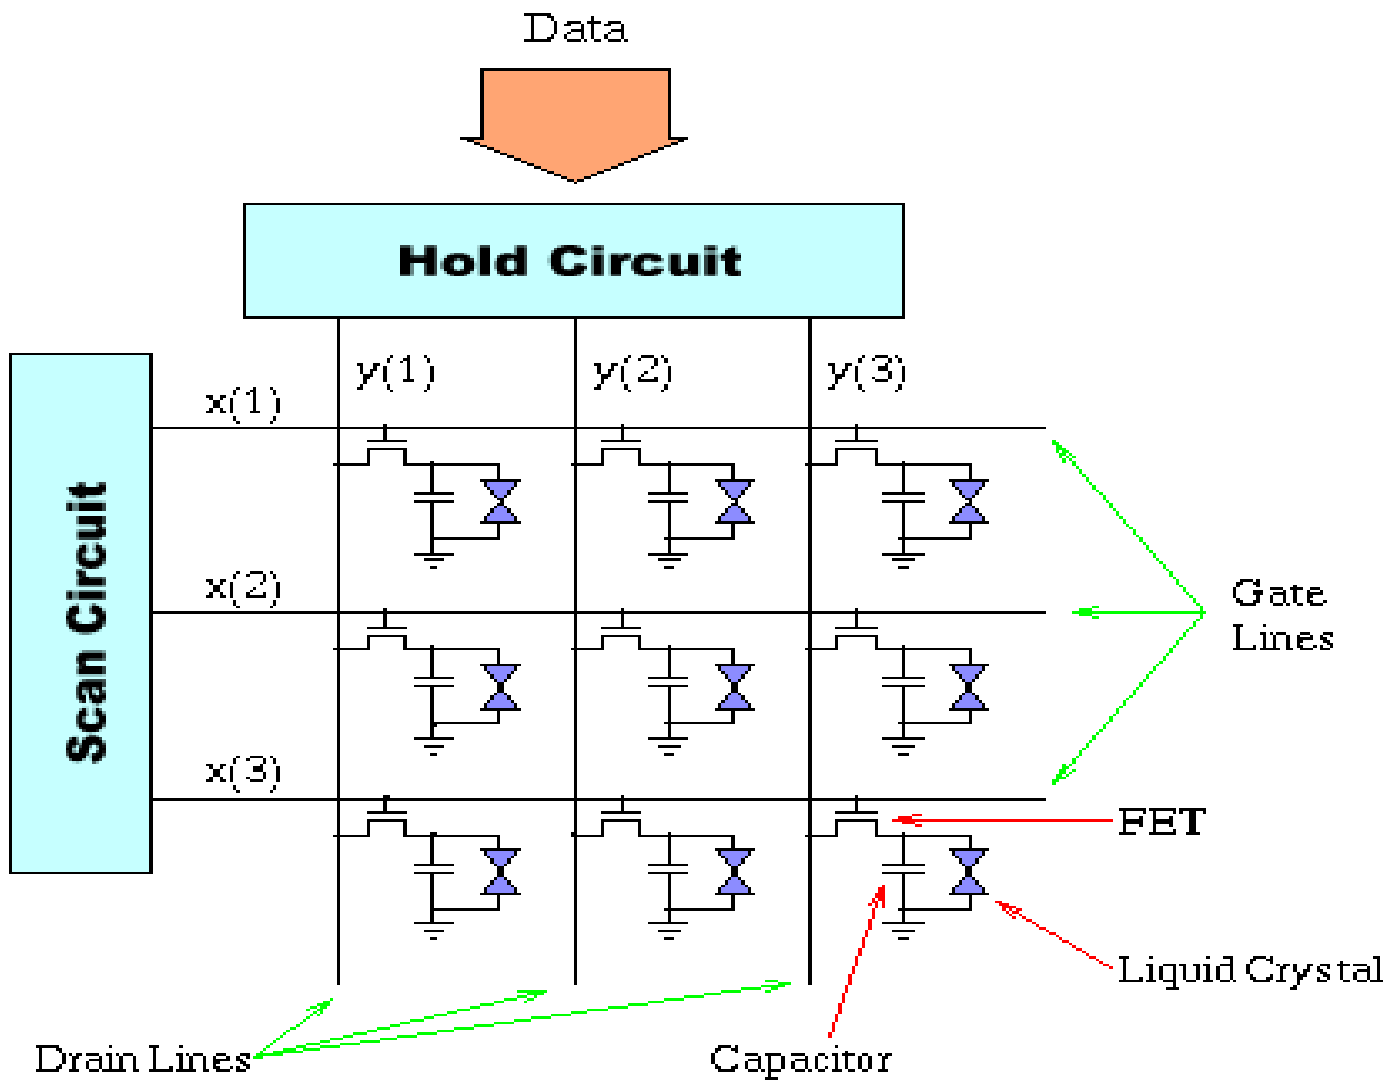 Data
Hold Circuit
y(1) y(2) y(3)
x(1)
Scan Circuit
x(2)
Gate
Lines
x(3)
FET
Liquid Crystal
Drain Lines
Capacitor